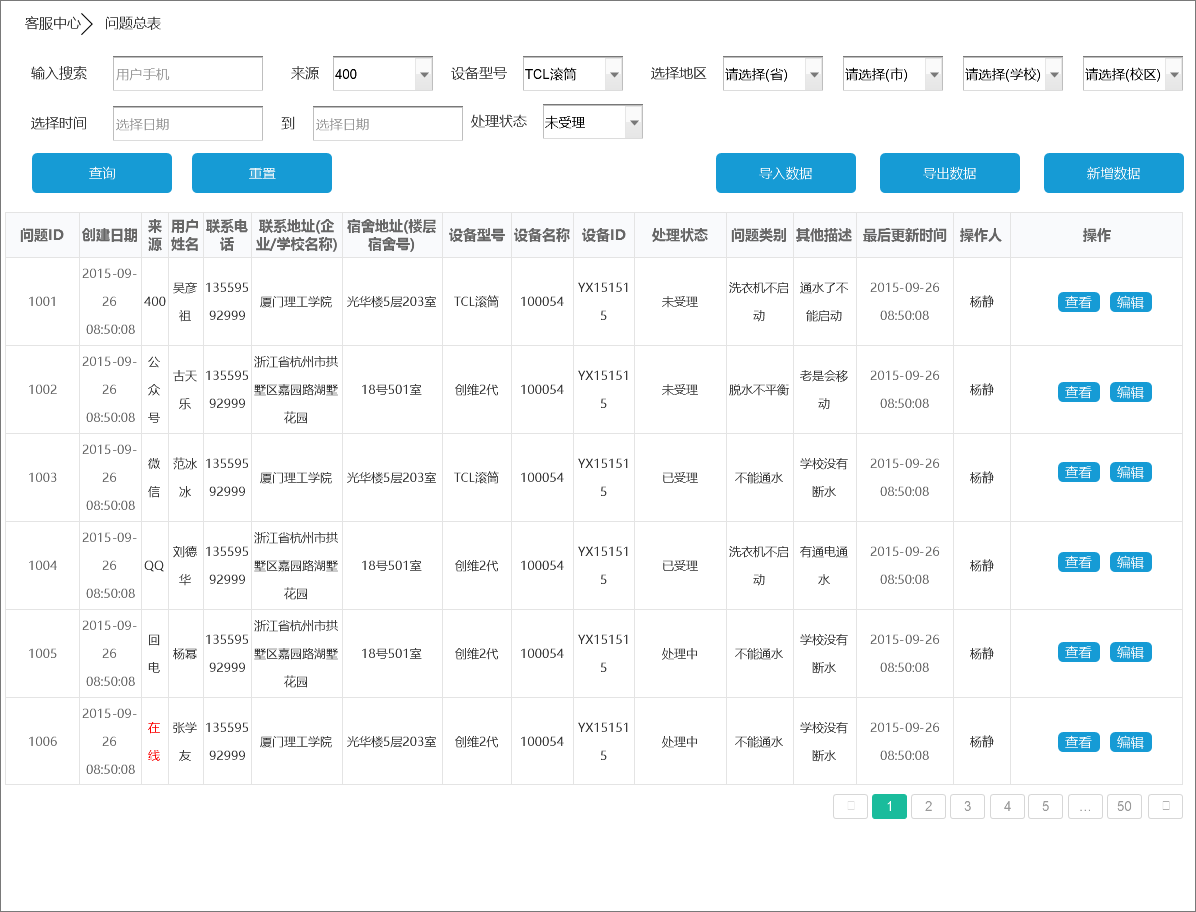 客服中心 问题总表
输入搜索 用户手机 来源 400 设备型号 TCL滚筒 选择地区 请选择(省) 请选择(市) 请选择(学校) 请选择(校区)
选择时间 选择日期 到 选择日期 处理状态 未受理
查询 重置 导入数据 导出数据 新增数据
问题ID 创建日期 来源 用户姓名 联系电话 联系地址(企业/学校名称) 宿舍地址(楼层宿舍号) 设备型号 设备名称 设备ID 处理状态 问题类别 其他描述 最后更新时间 操作人 操作
1001 2015-09-26 08:50:08 400 吴彦祖 13559592999 厦门理工学院 光华楼5层203室 TCL滚筒 100054 YX151515 未受理 洗衣机不启动 通水了不能启动 2015-09-26 08:50:08 杨静 查看 编辑
1002 2015-09-26 08:50:08 公众号 古天乐 13559592999 浙江省杭州市拱墅区嘉园路湖墅花园 18号501室 创维2代 100054 YX151515 未受理 脱水不平衡 老是会移动 2015-09-26 08:50:08 杨静 查看 编辑
1003 2015-09-26 08:50:08 微信 范冰冰 13559592999 厦门理工学院 光华楼5层203室 TCL滚筒 100054 YX151515 已受理 不能通水 学校没有断水 2015-09-26 08:50:08 杨静 查看 编辑
1004 2015-09-26 08:50:08 QQ 刘德华 13559592999 浙江省杭州市拱墅区嘉园路湖墅花园 18号501室 创维2代 100054 YX151515 已受理 洗衣机不启动 有通电通水 2015-09-26 08:50:08 杨静 查看 编辑
1005 2015-09-26 08:50:08 回电 杨幂 13559592999 浙江省杭州市拱墅区嘉园路湖墅花园 18号501室 创维2代 100054 YX151515 处理中 不能通水 学校没有断水 2015-09-26 08:50:08 杨静 查看 编辑
1006 2015-09-26 08:50:08 在线 张学友 13559592999 厦门理工学院 光华楼5层203室 创维2代 100054 YX151515 处理中 不能通水 学校没有断水 2015-09-26 08:50:08 杨静 查看 编辑
1 2 3 4 5 ... 50